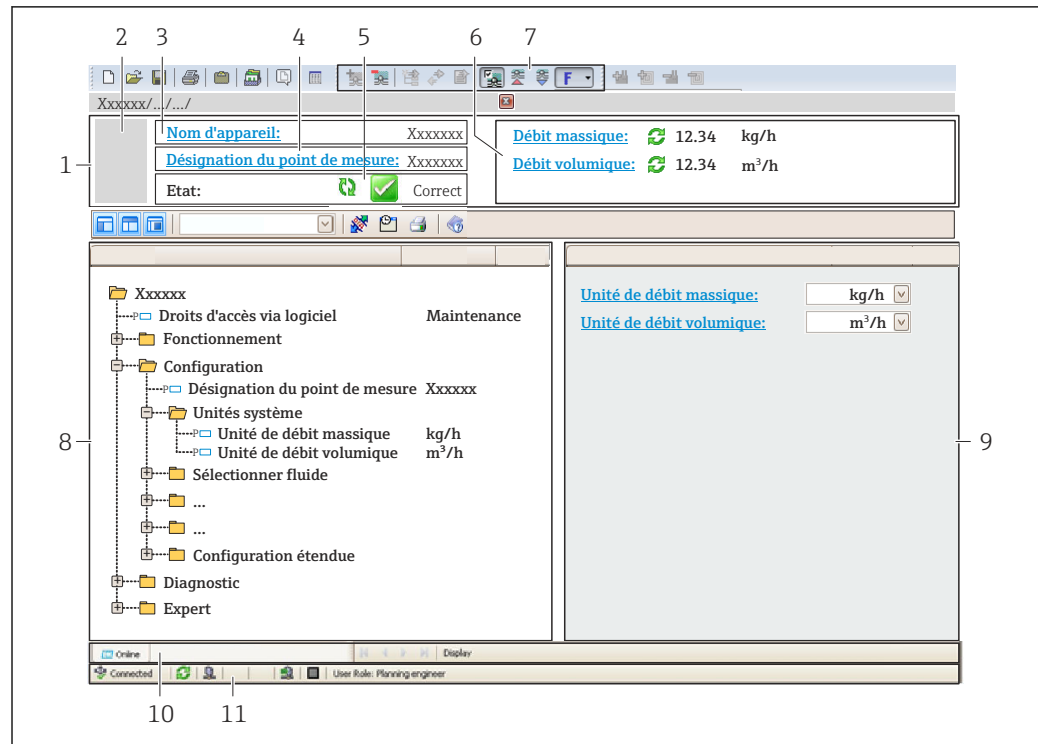 2 3 4 5 6 7
F
Xxxxxx/.../.../
1
Nom d'appareil: Xxxxxxx
Désignation du point de mesure: Xxxxxxx
Etat: Correct
Débit massique: 12.34 kg/h
Débit volumique: 12.34 m³/h
Xxxxxx
P Droits d'accès via logiciel Maintenance
Fonctionnement
Configuration
P Désignation du point de mesure Xxxxxx
Unités système
P Unité de débit massique kg/h
P Unité de débit volumique m³/h
Sélectionner fluide
...
...
Configuration étendue
Diagnostic
Expert
8
Unité de débit massique: kg/h
Unité de débit volumique: m³/h
9
Online Display
Connected User Role: Planning engineer
10 11